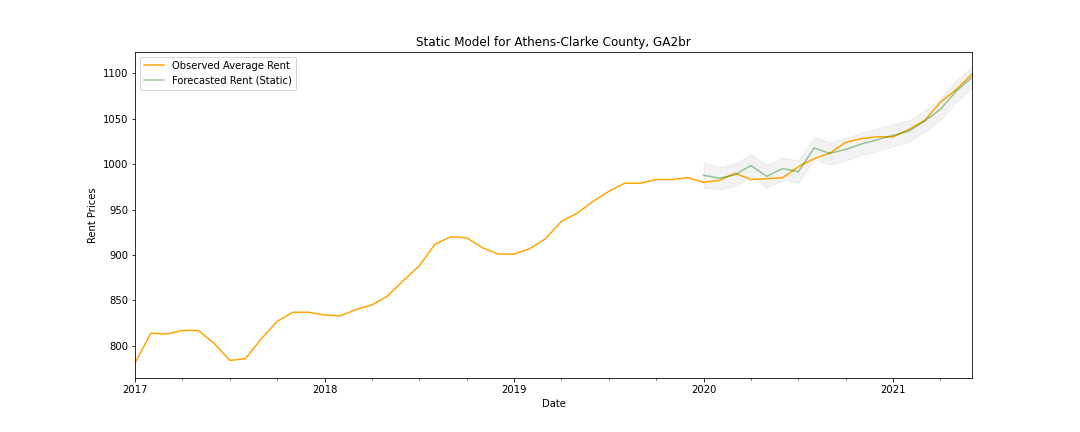 Static Model for Athens-Clarke County, GA2br
Observed Average Rent
Forecasted Rent (Static)
1100
1050
1000
950
900
850
800
Rent Prices
2017
2018
2019
2020
2021
Date